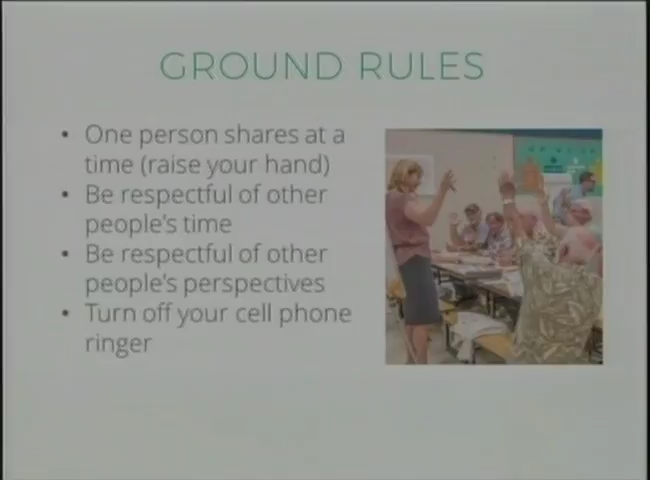 GROUND RULES
• One person shares at a
time (raise your hand)
• Be respectful of other
people's time
• Be respectful of other
people's perspectives
• Turn off your cell phone
ringer